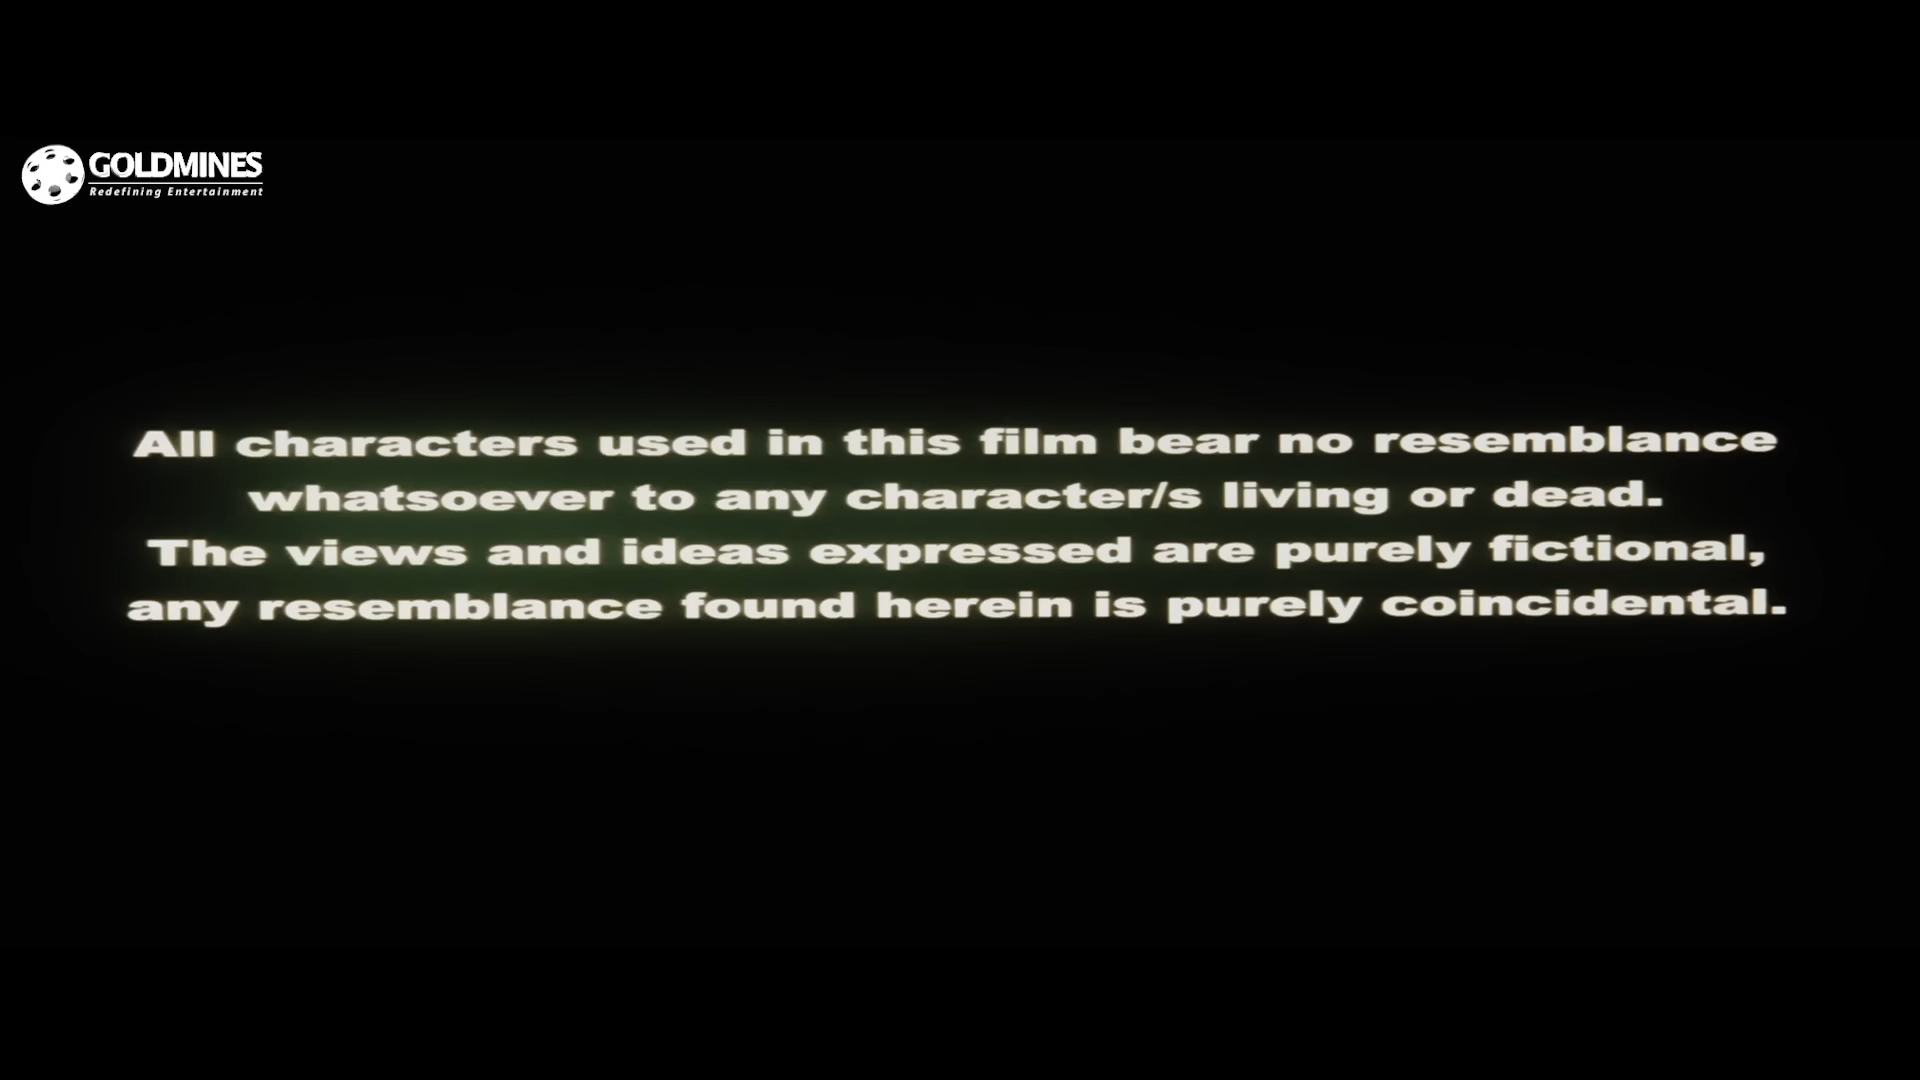 GOLDMINES
Redefining Entertainment
All characters used in this film bear no resemblance
whatsoever to any character/s living or dead.
The views and ideas expressed are purely fictional,
any resemblance found herein is purely coincidental.